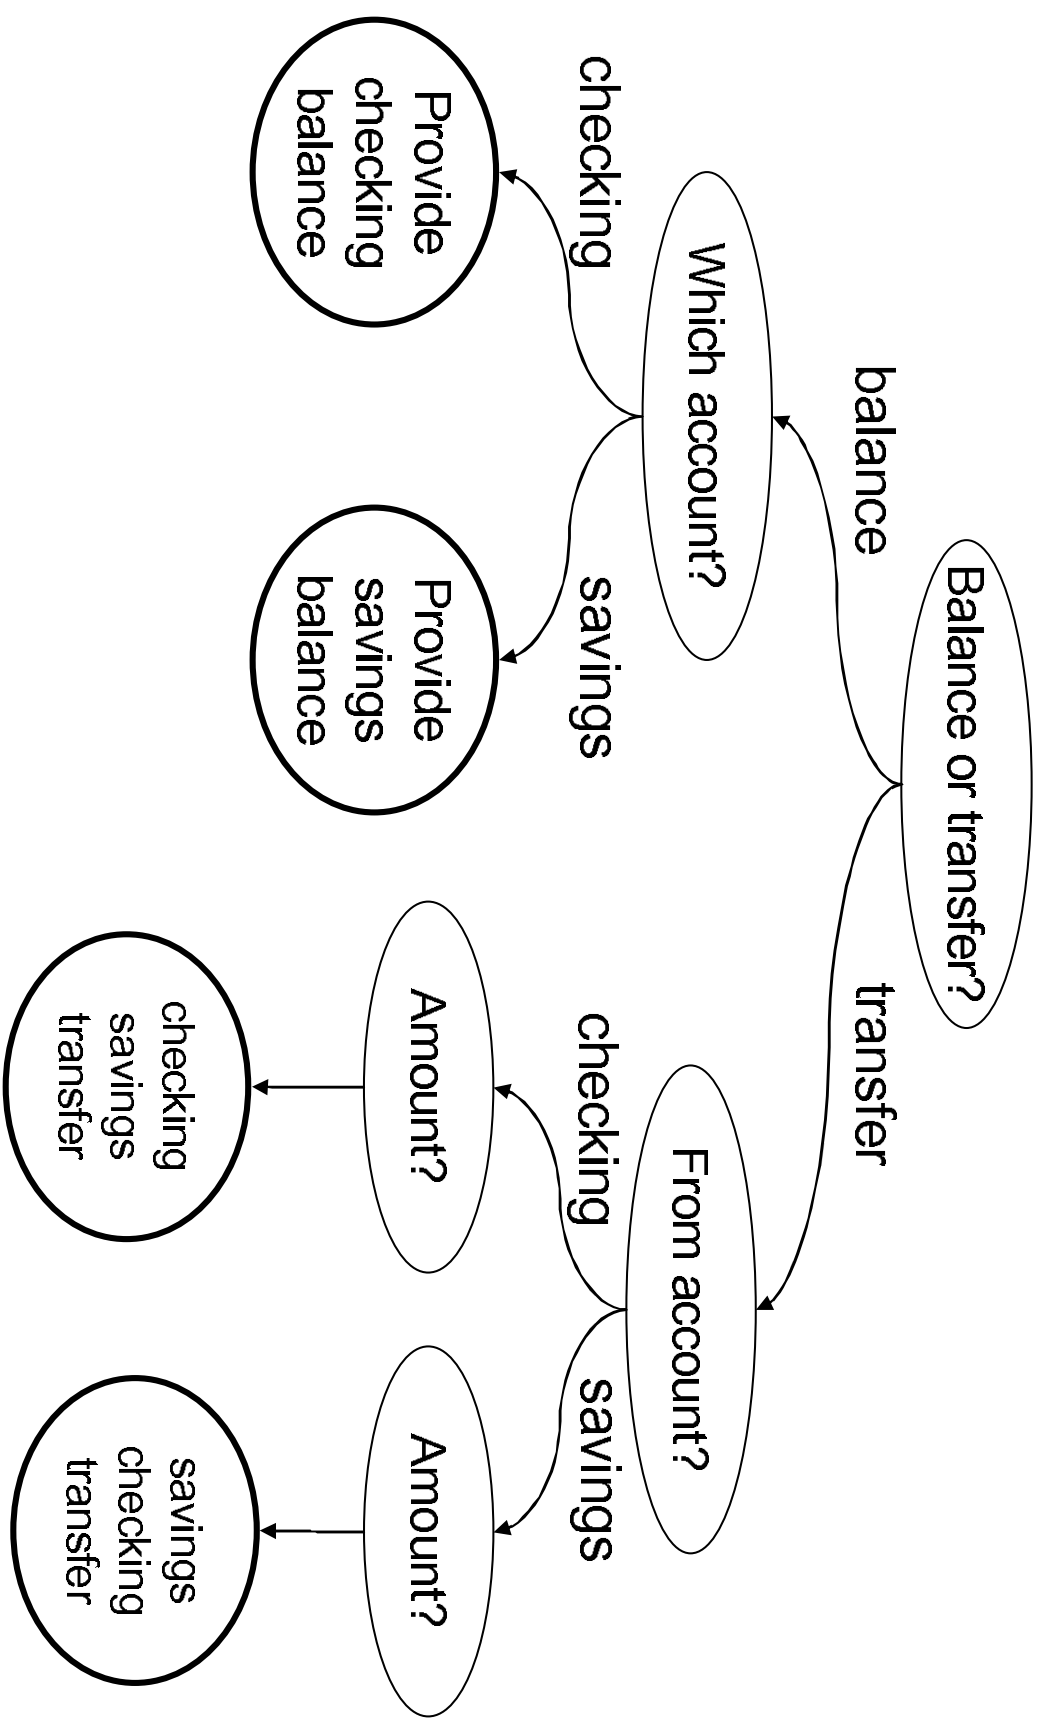 Balance or transfer?
balance
transfer
Which account?
From account?
checking
savings
checking
savings
Provide
checking
balance
Provide
savings
balance
Amount?
Amount?
checking
savings
transfer
savings
checking
transfer